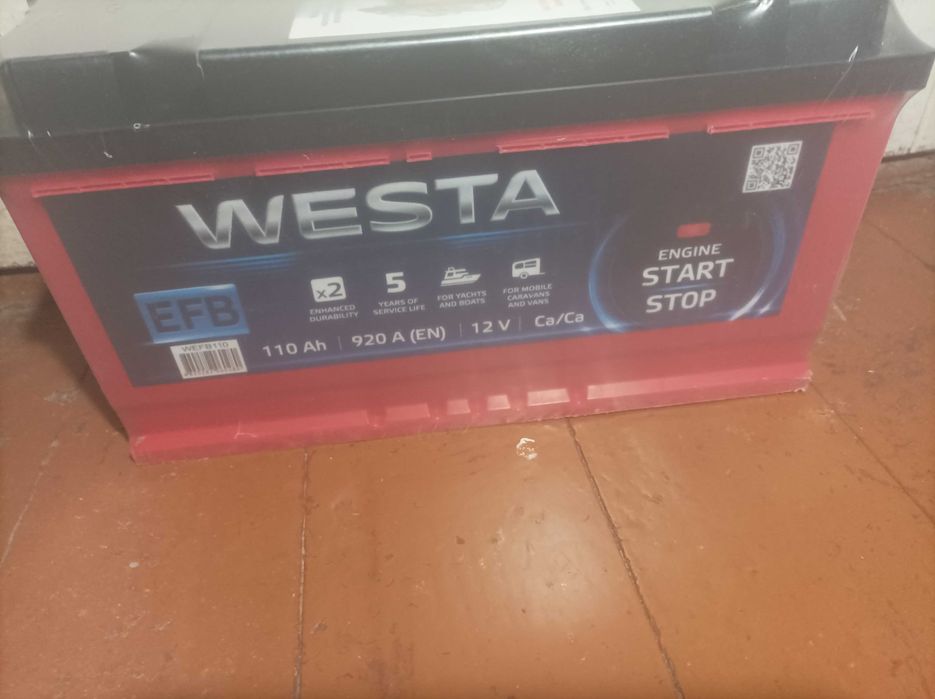 WESTA
ENGINE
START
STOP
EFB
x2
ENHANCED
DURABILITY
5
YEARS OF
SERVICE LIFE
FOR YACHTS
AND BOATS
FOR MOBILE
CARAVANS
AND VANS
WEFB110
110 Ah | 920 A (EN) | 12 V | Ca/Ca